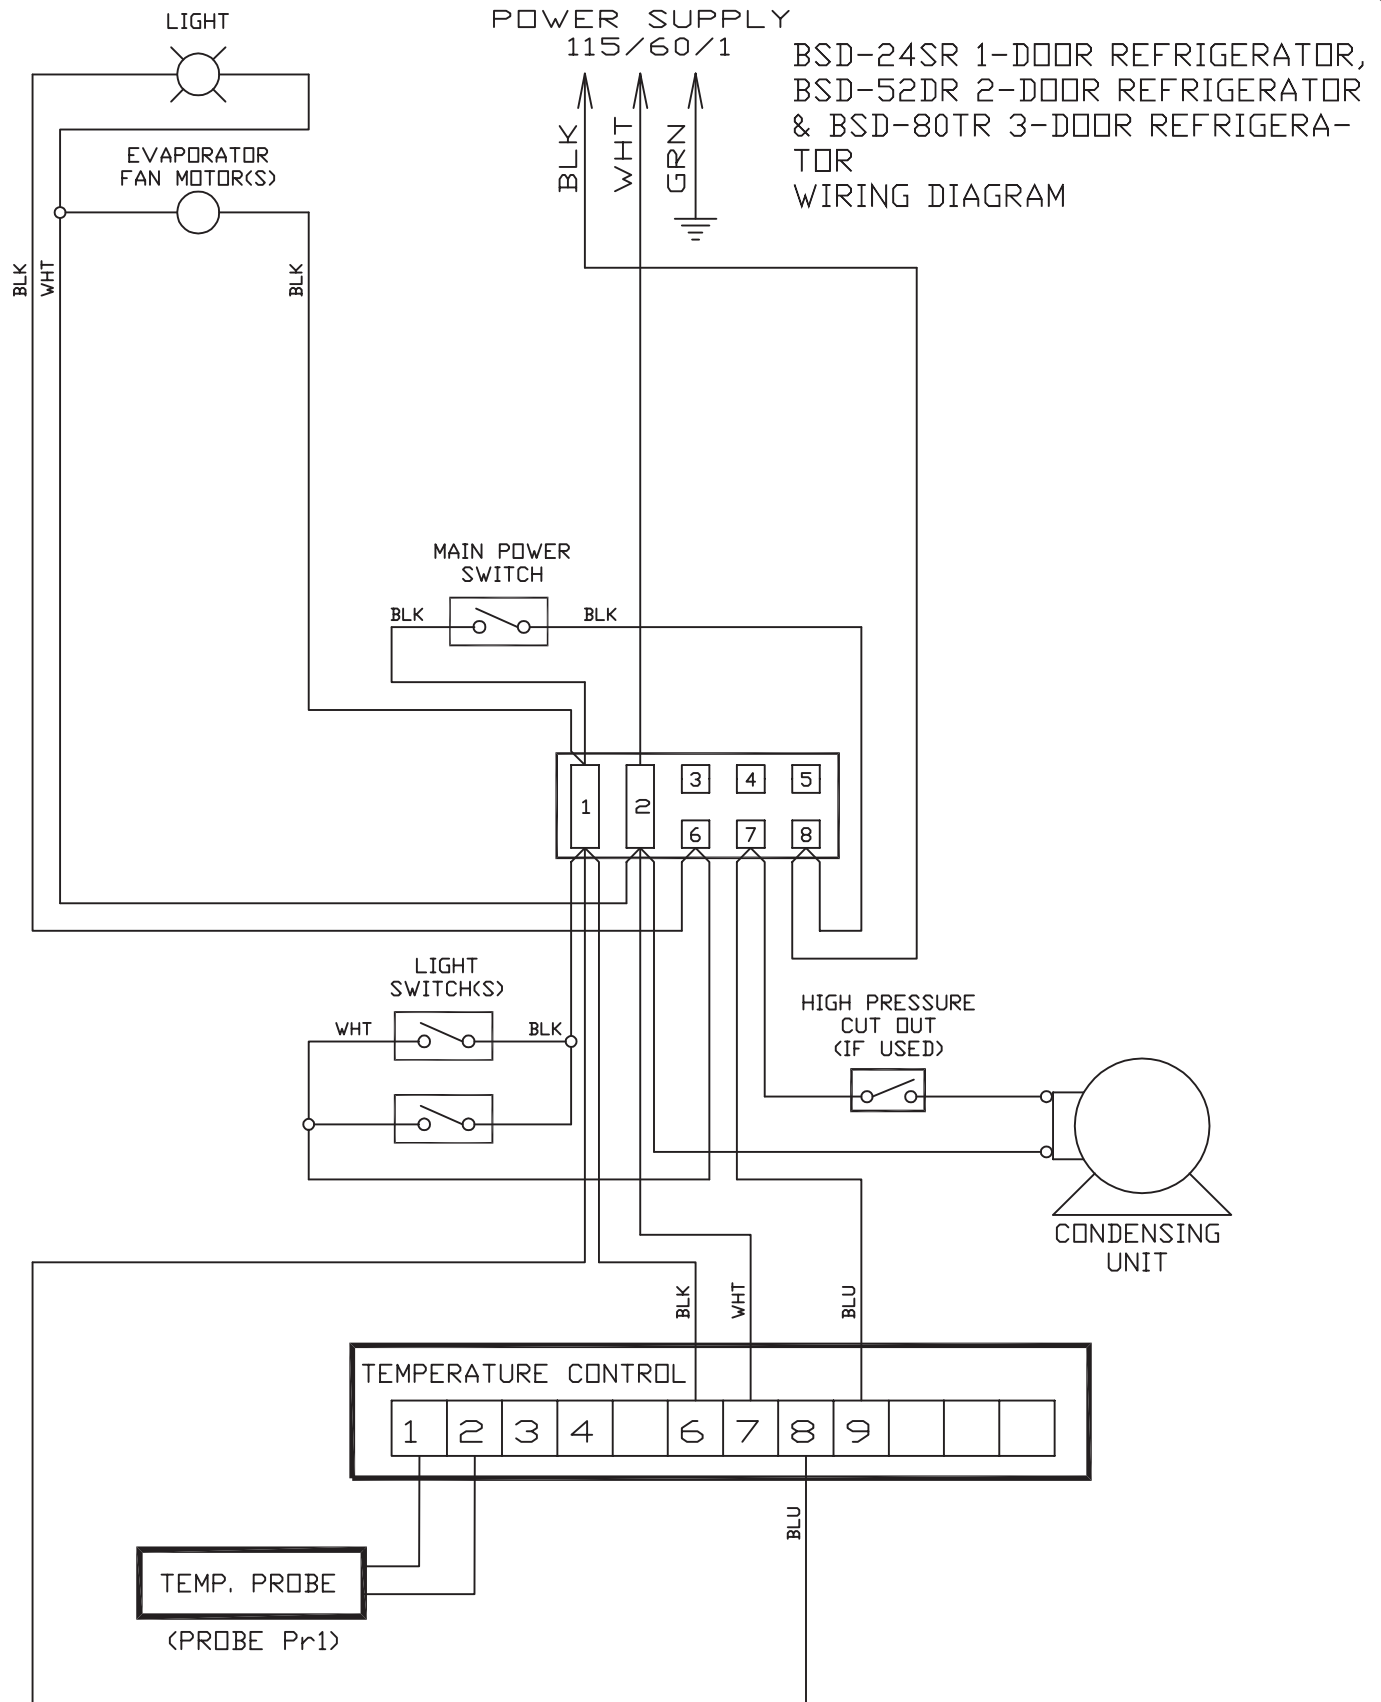 LIGHT
POWER SUPPLY
115/60/1
BSD-24SR 1-DOOR REFRIGERATOR,
BSD-52DR 2-DOOR REFRIGERATOR
& BSD-80TR 3-DOOR REFRIGERA-
TOR
WIRING DIAGRAM
BLK
WHT
GRN
EVAPORATOR
FAN MOTOR(S)
BLK
WHT
BLK
MAIN POWER
SWITCH
BLK
BLK
1
2
3
4
5
6
7
8
LIGHT
SWITCH(S)
WHT
BLK
HIGH PRESSURE
CUT OUT
(IF USED)
CONDENSING
UNIT
BLK
WHT
BLU
TEMPERATURE CONTROL
1 2 3 4 6 7 8 9
BLU
TEMP. PROBE
(PROBE Pr1)